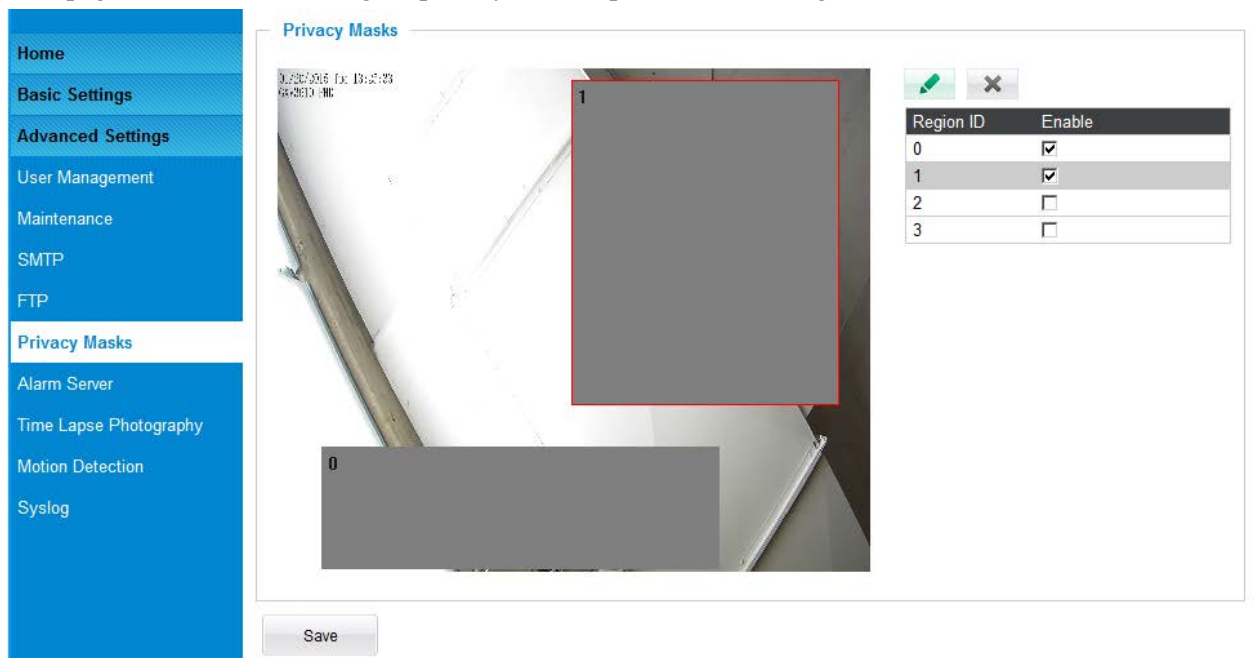 Privacy Masks
Home
Basic Settings
Advanced Settings
User Management
Maintenance
SMTP
FTP
Privacy Masks
Alarm Server
Time Lapse Photography
Motion Detection
Syslog
1
0
Region ID Enable
0
1
2
3
Save